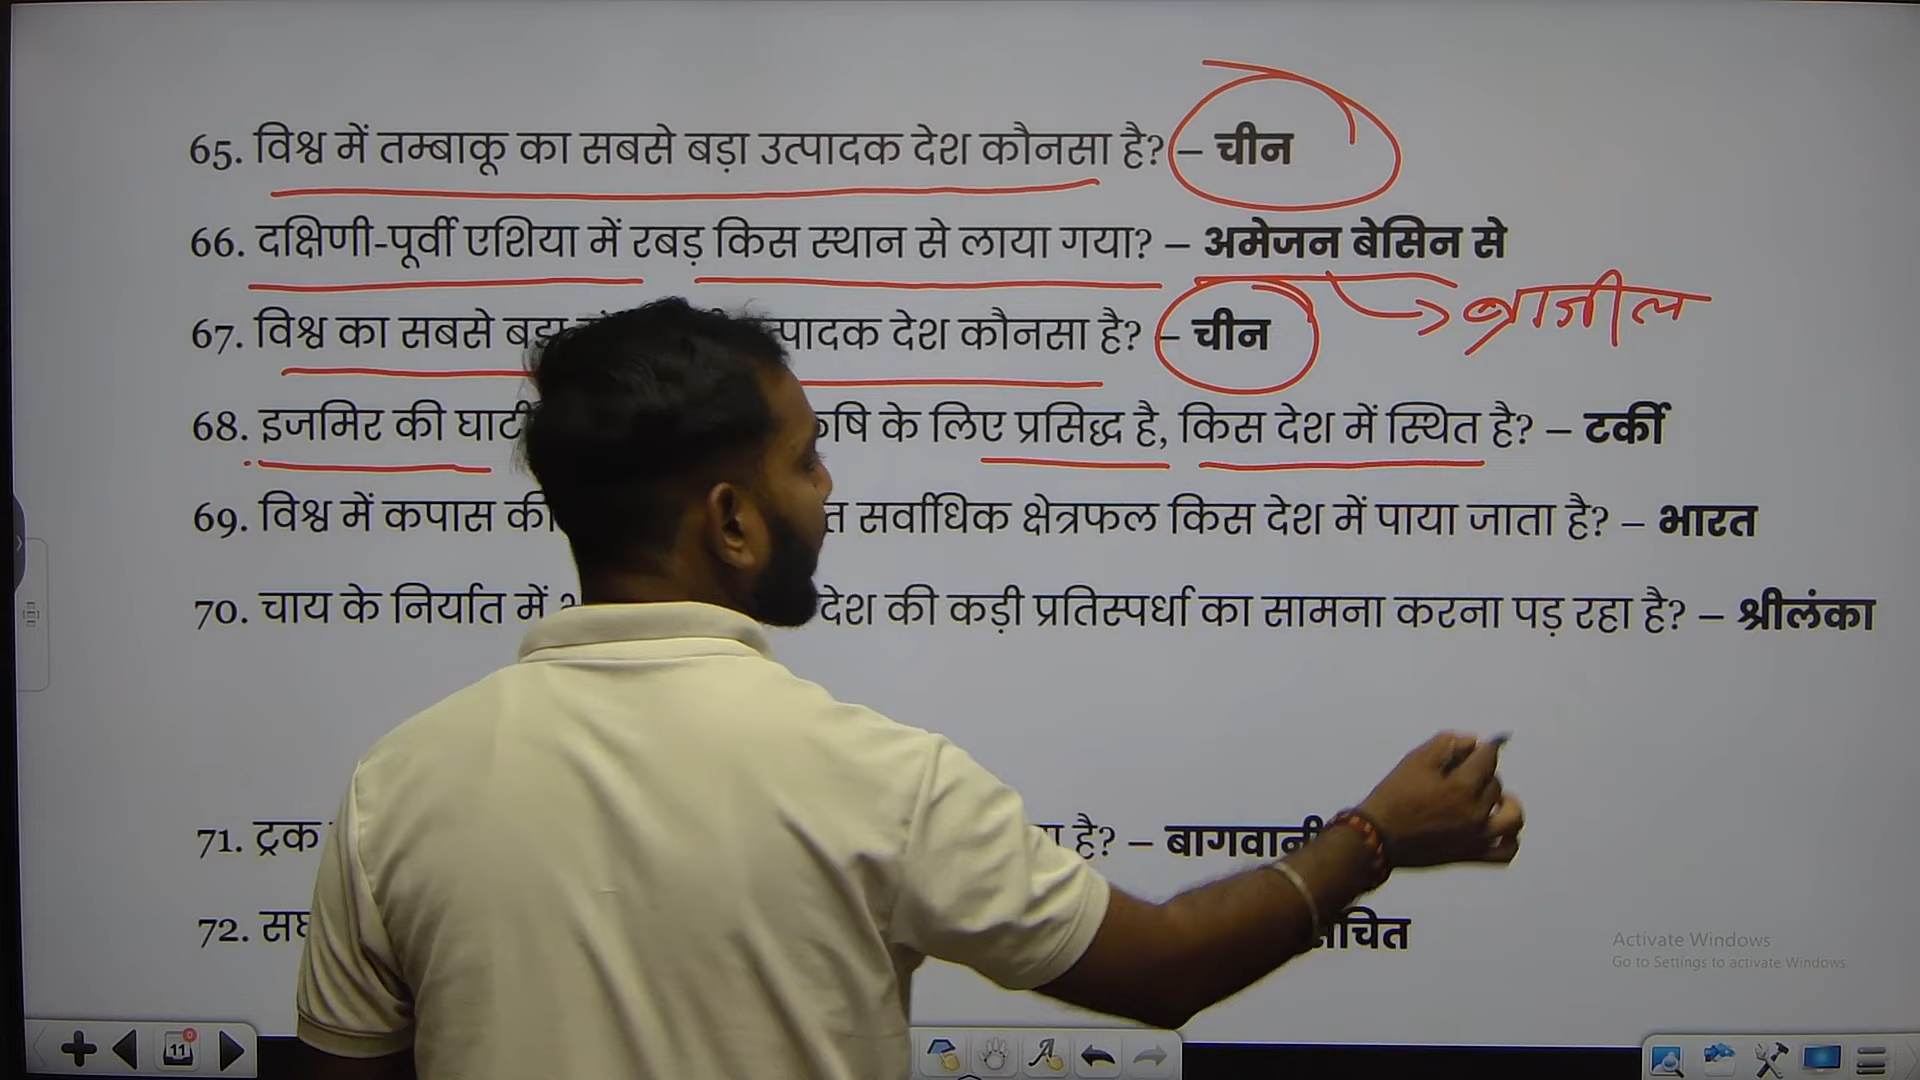 65. विश्व में तम्बाकू का सबसे बड़ा उत्पादक देश कौनसा है? – चीन
66. दक्षिणी-पूर्वी एशिया में रबड़ किस स्थान से लाया गया? – अमेजन बेसिन से
ब्राजील
67. विश्व का सबसे बड़ा देश कौनसा है? – चीन
68. इजमिर की घाटी के लिए प्रसिद्ध है, किस देश में स्थित है? – टर्की
69. विश्व में कपास की सर्वाधिक क्षेत्रफल किस देश में पाया जाता है? – भारत
70. चाय के निर्यात में देश की कड़ी प्रतिस्पर्धा का सामना करना पड़ रहा है? – श्रीलंका
71. ट्रक है? – बागवानी
72.
Activate Windows
Go to Settings to activate Windows.
11